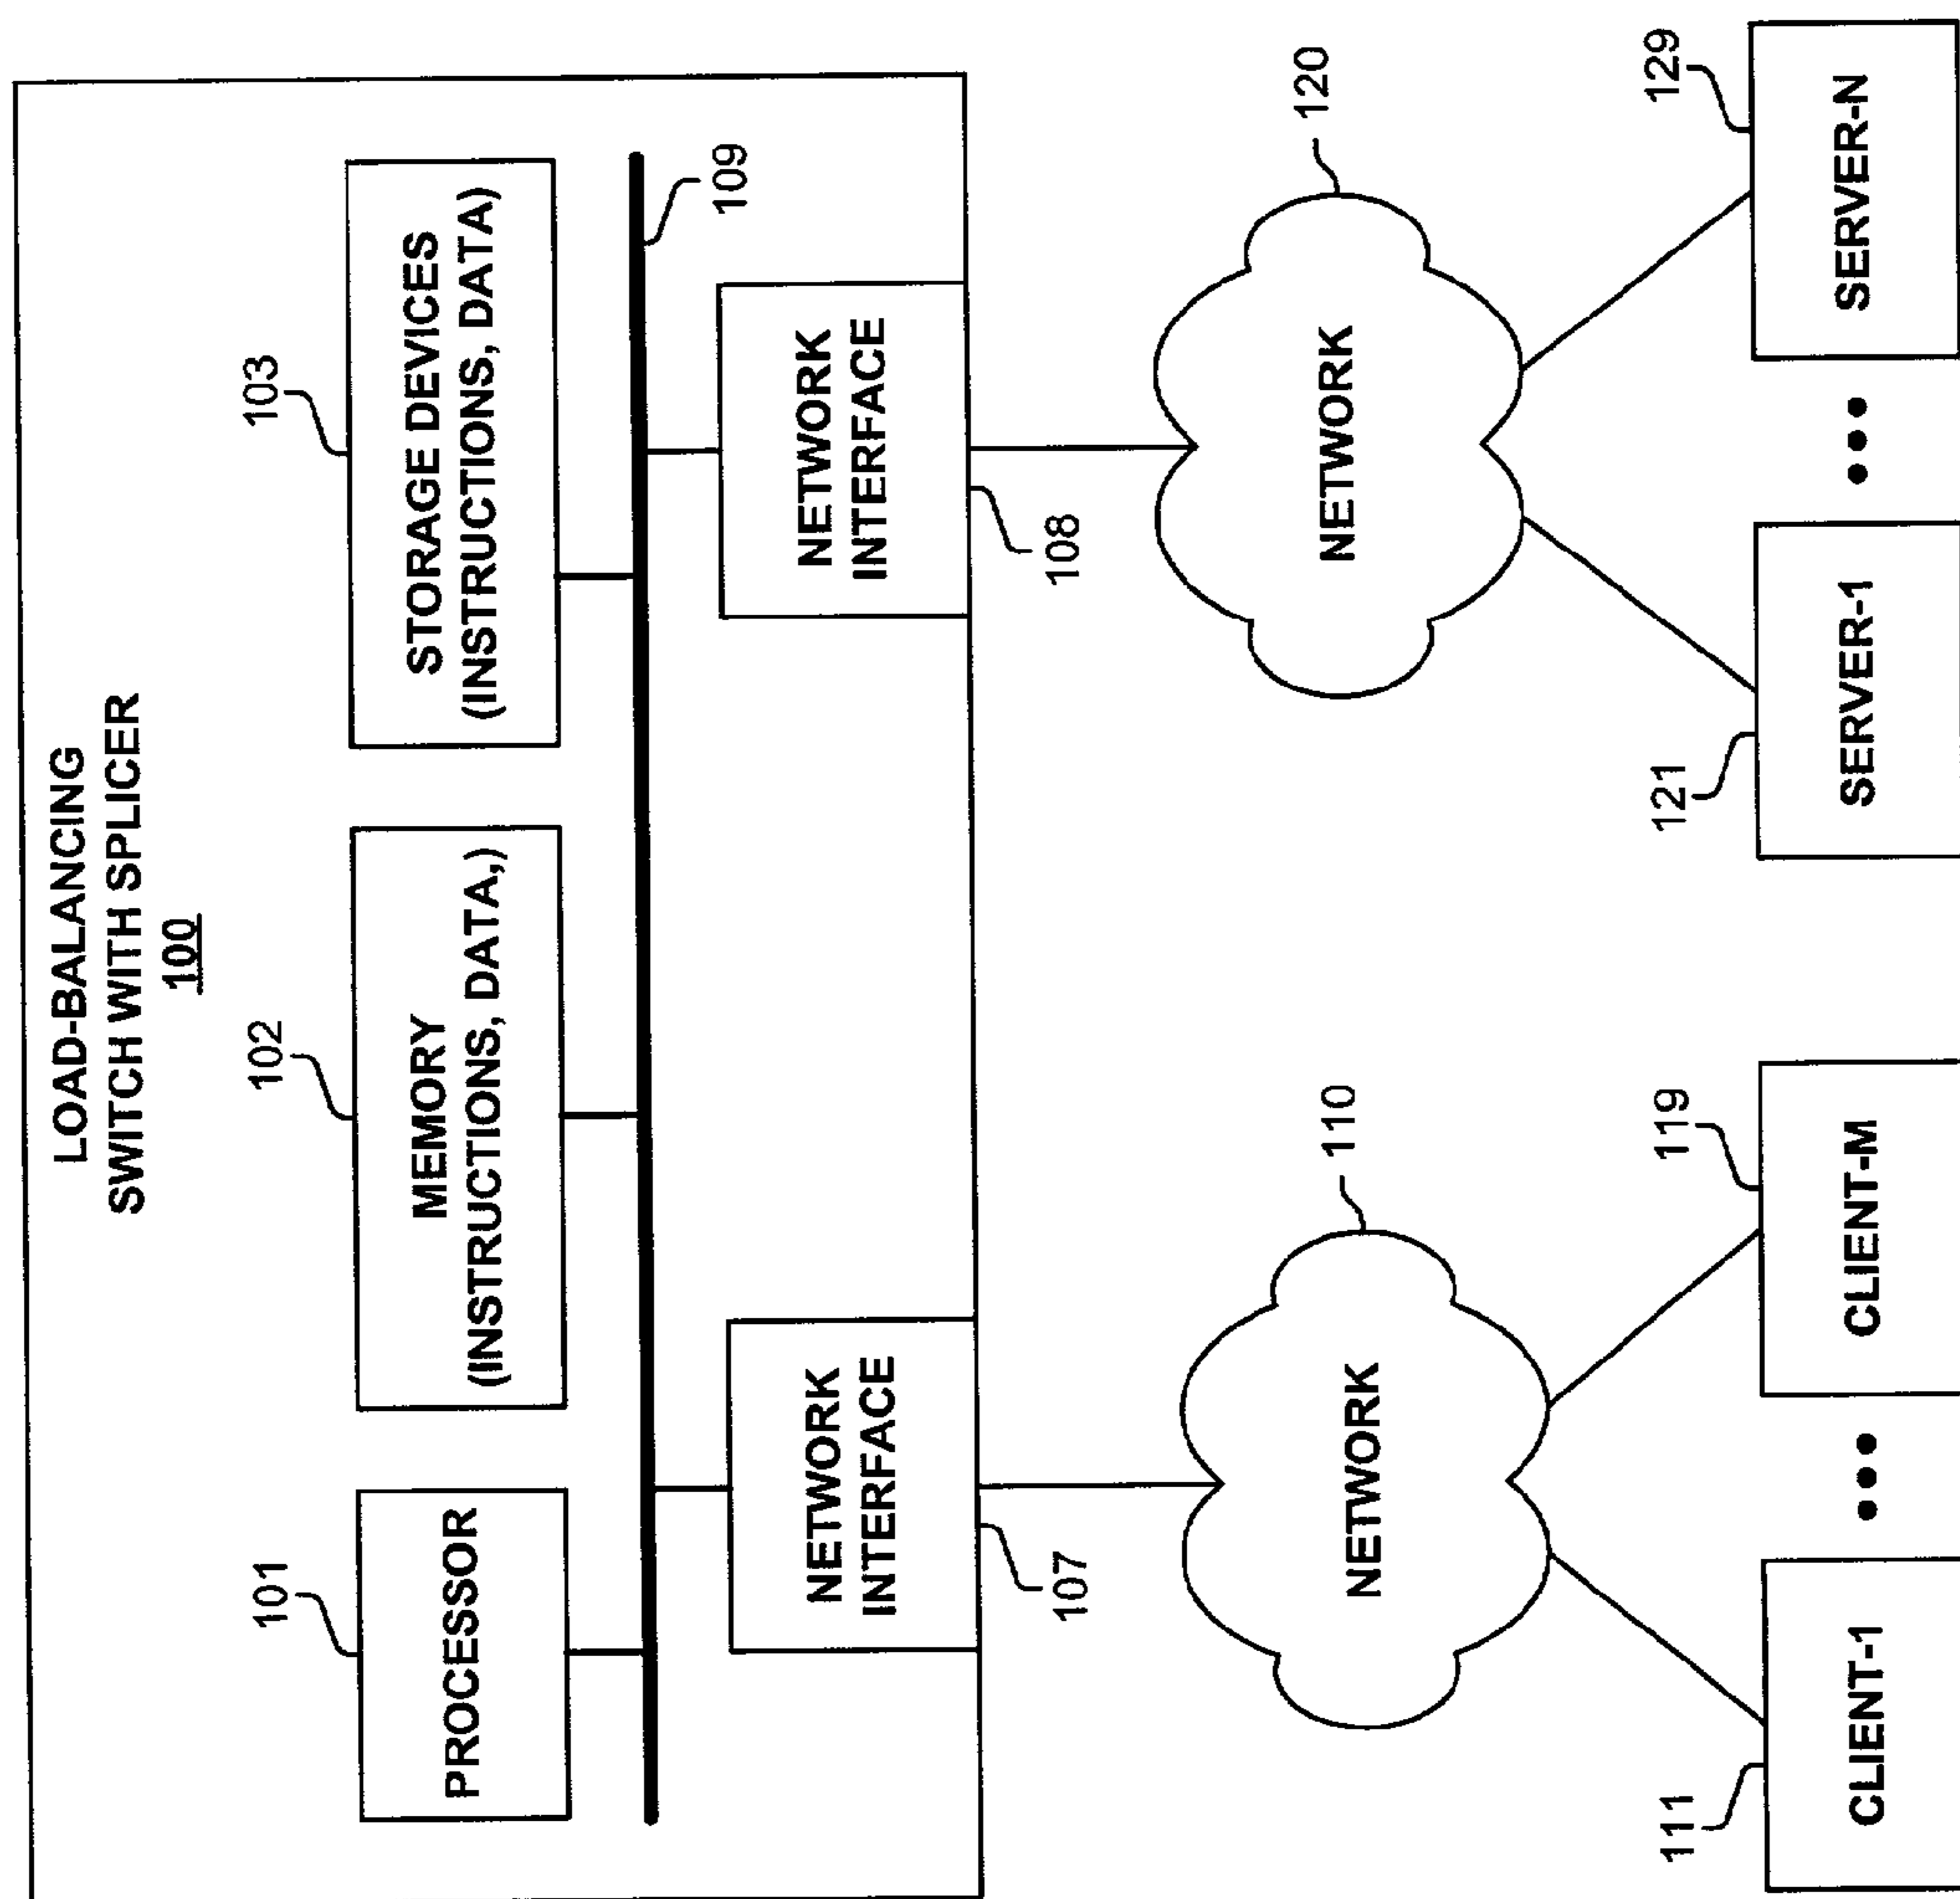 LOAD-BALANCING
SWITCH WITH SPLICER
100
101
102
103
PROCESSOR
MEMORY
(INSTRUCTIONS, DATA,)
STORAGE DEVICES
(INSTRUCTIONS, DATA)
109
NETWORK
INTERFACE
NETWORK
INTERFACE
107
108
110
120
NETWORK
NETWORK
111
119
121
129
CLIENT-1
CLIENT-M
SERVER-1
SERVER-N